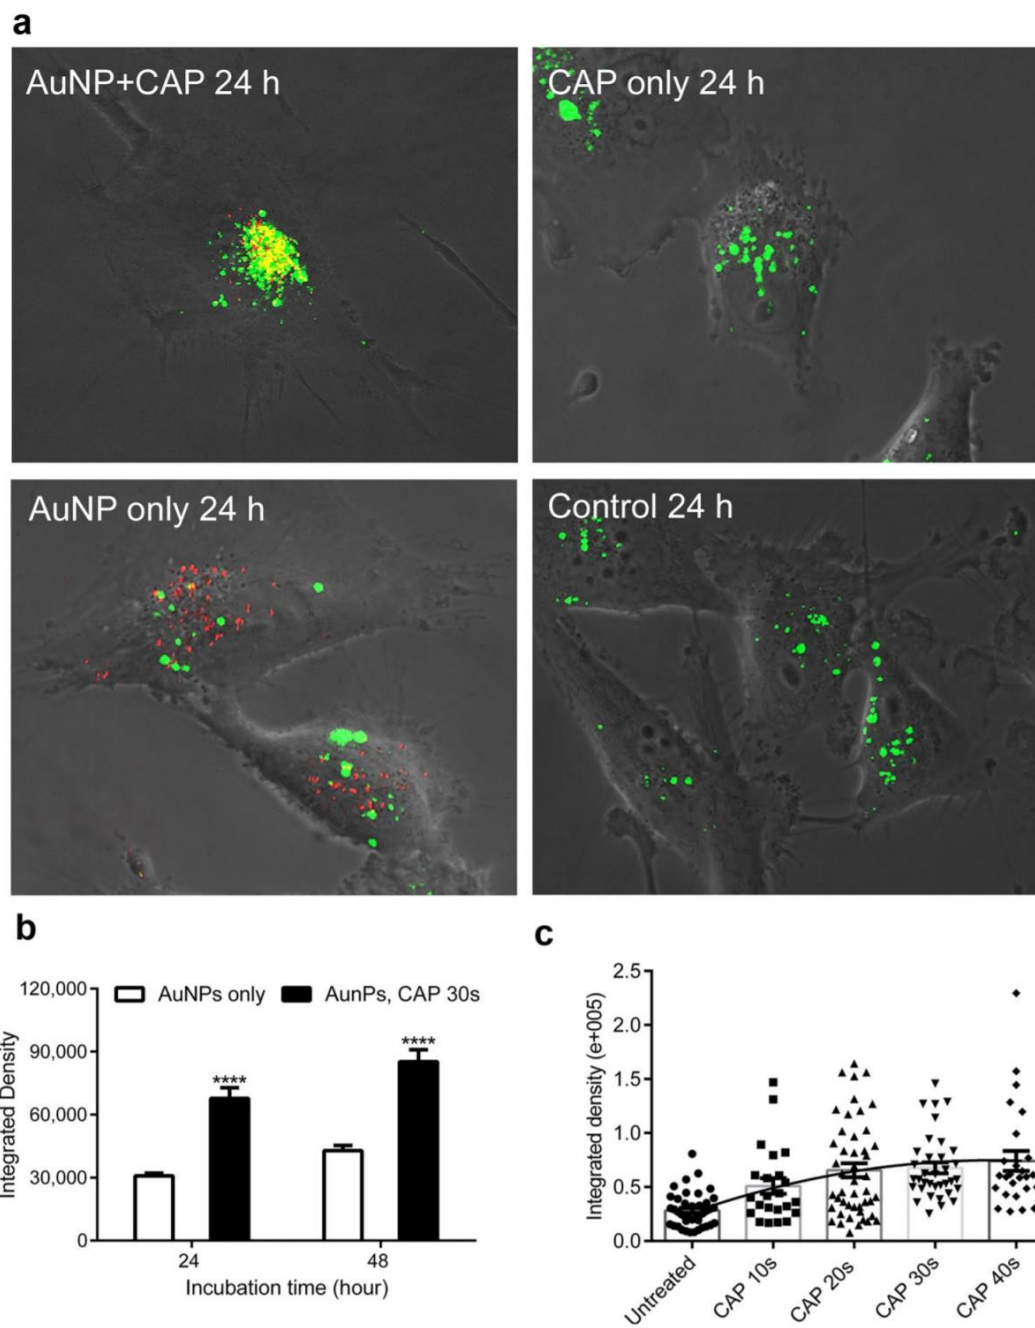 a
AuNP+CAP 24 h
CAP only 24 h
AuNP only 24 h
Control 24 h
b
120,000
90,000
60,000
30,000
0
Integrated Density
AuNPs only
AunPs, CAP 30s
****
****
24
48
Incubation time (hour)
c
2.5
2.0
1.5
1.0
0.5
0.0
Integrated density (e+005)
Untreated
CAP 10s
CAP 20s
CAP 30s
CAP 40s